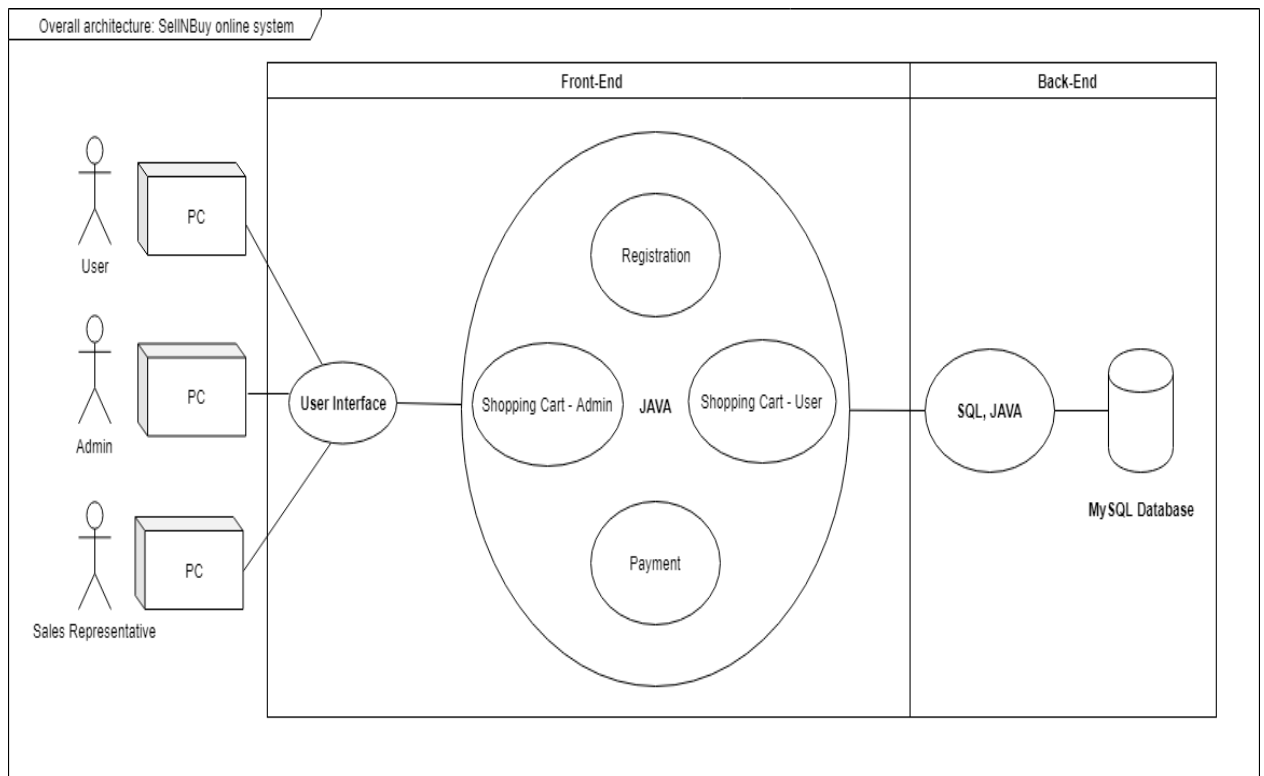 Overall architecture: SellNBuy online system
Front-End
Back-End
PC
User
Registration
PC
Admin
User Interface
Shopping Cart - Admin
JAVA
Shopping Cart - User
SQL, JAVA
MySQL Database
PC
Sales Representative
Payment